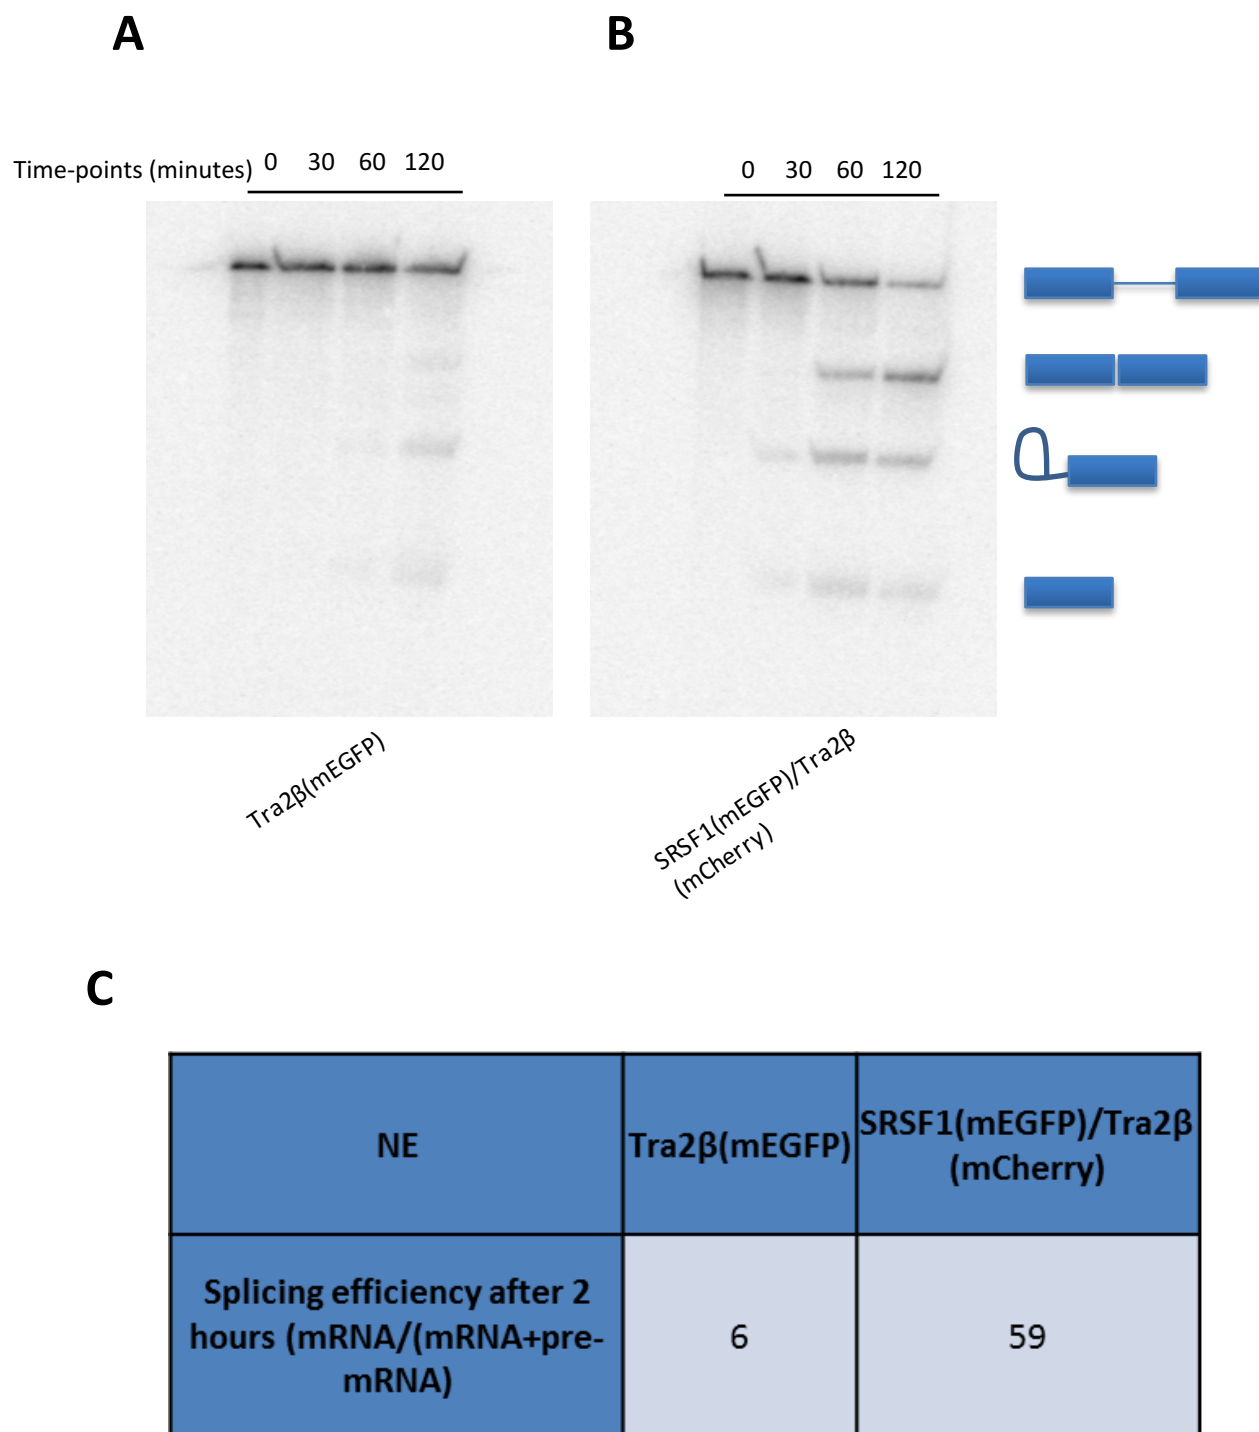 A
B
Time-points (minutes) 0 30 60 120
0 30 60 120
Tra2β(mEGFP)
SRSF1(mEGFP)/Tra2β
(mCherry)
C
NE
Tra2β(mEGFP)
SRSF1(mEGFP)/Tra2β
(mCherry)
Splicing efficiency after 2
hours (mRNA/(mRNA+pre-
mRNA)
6
59